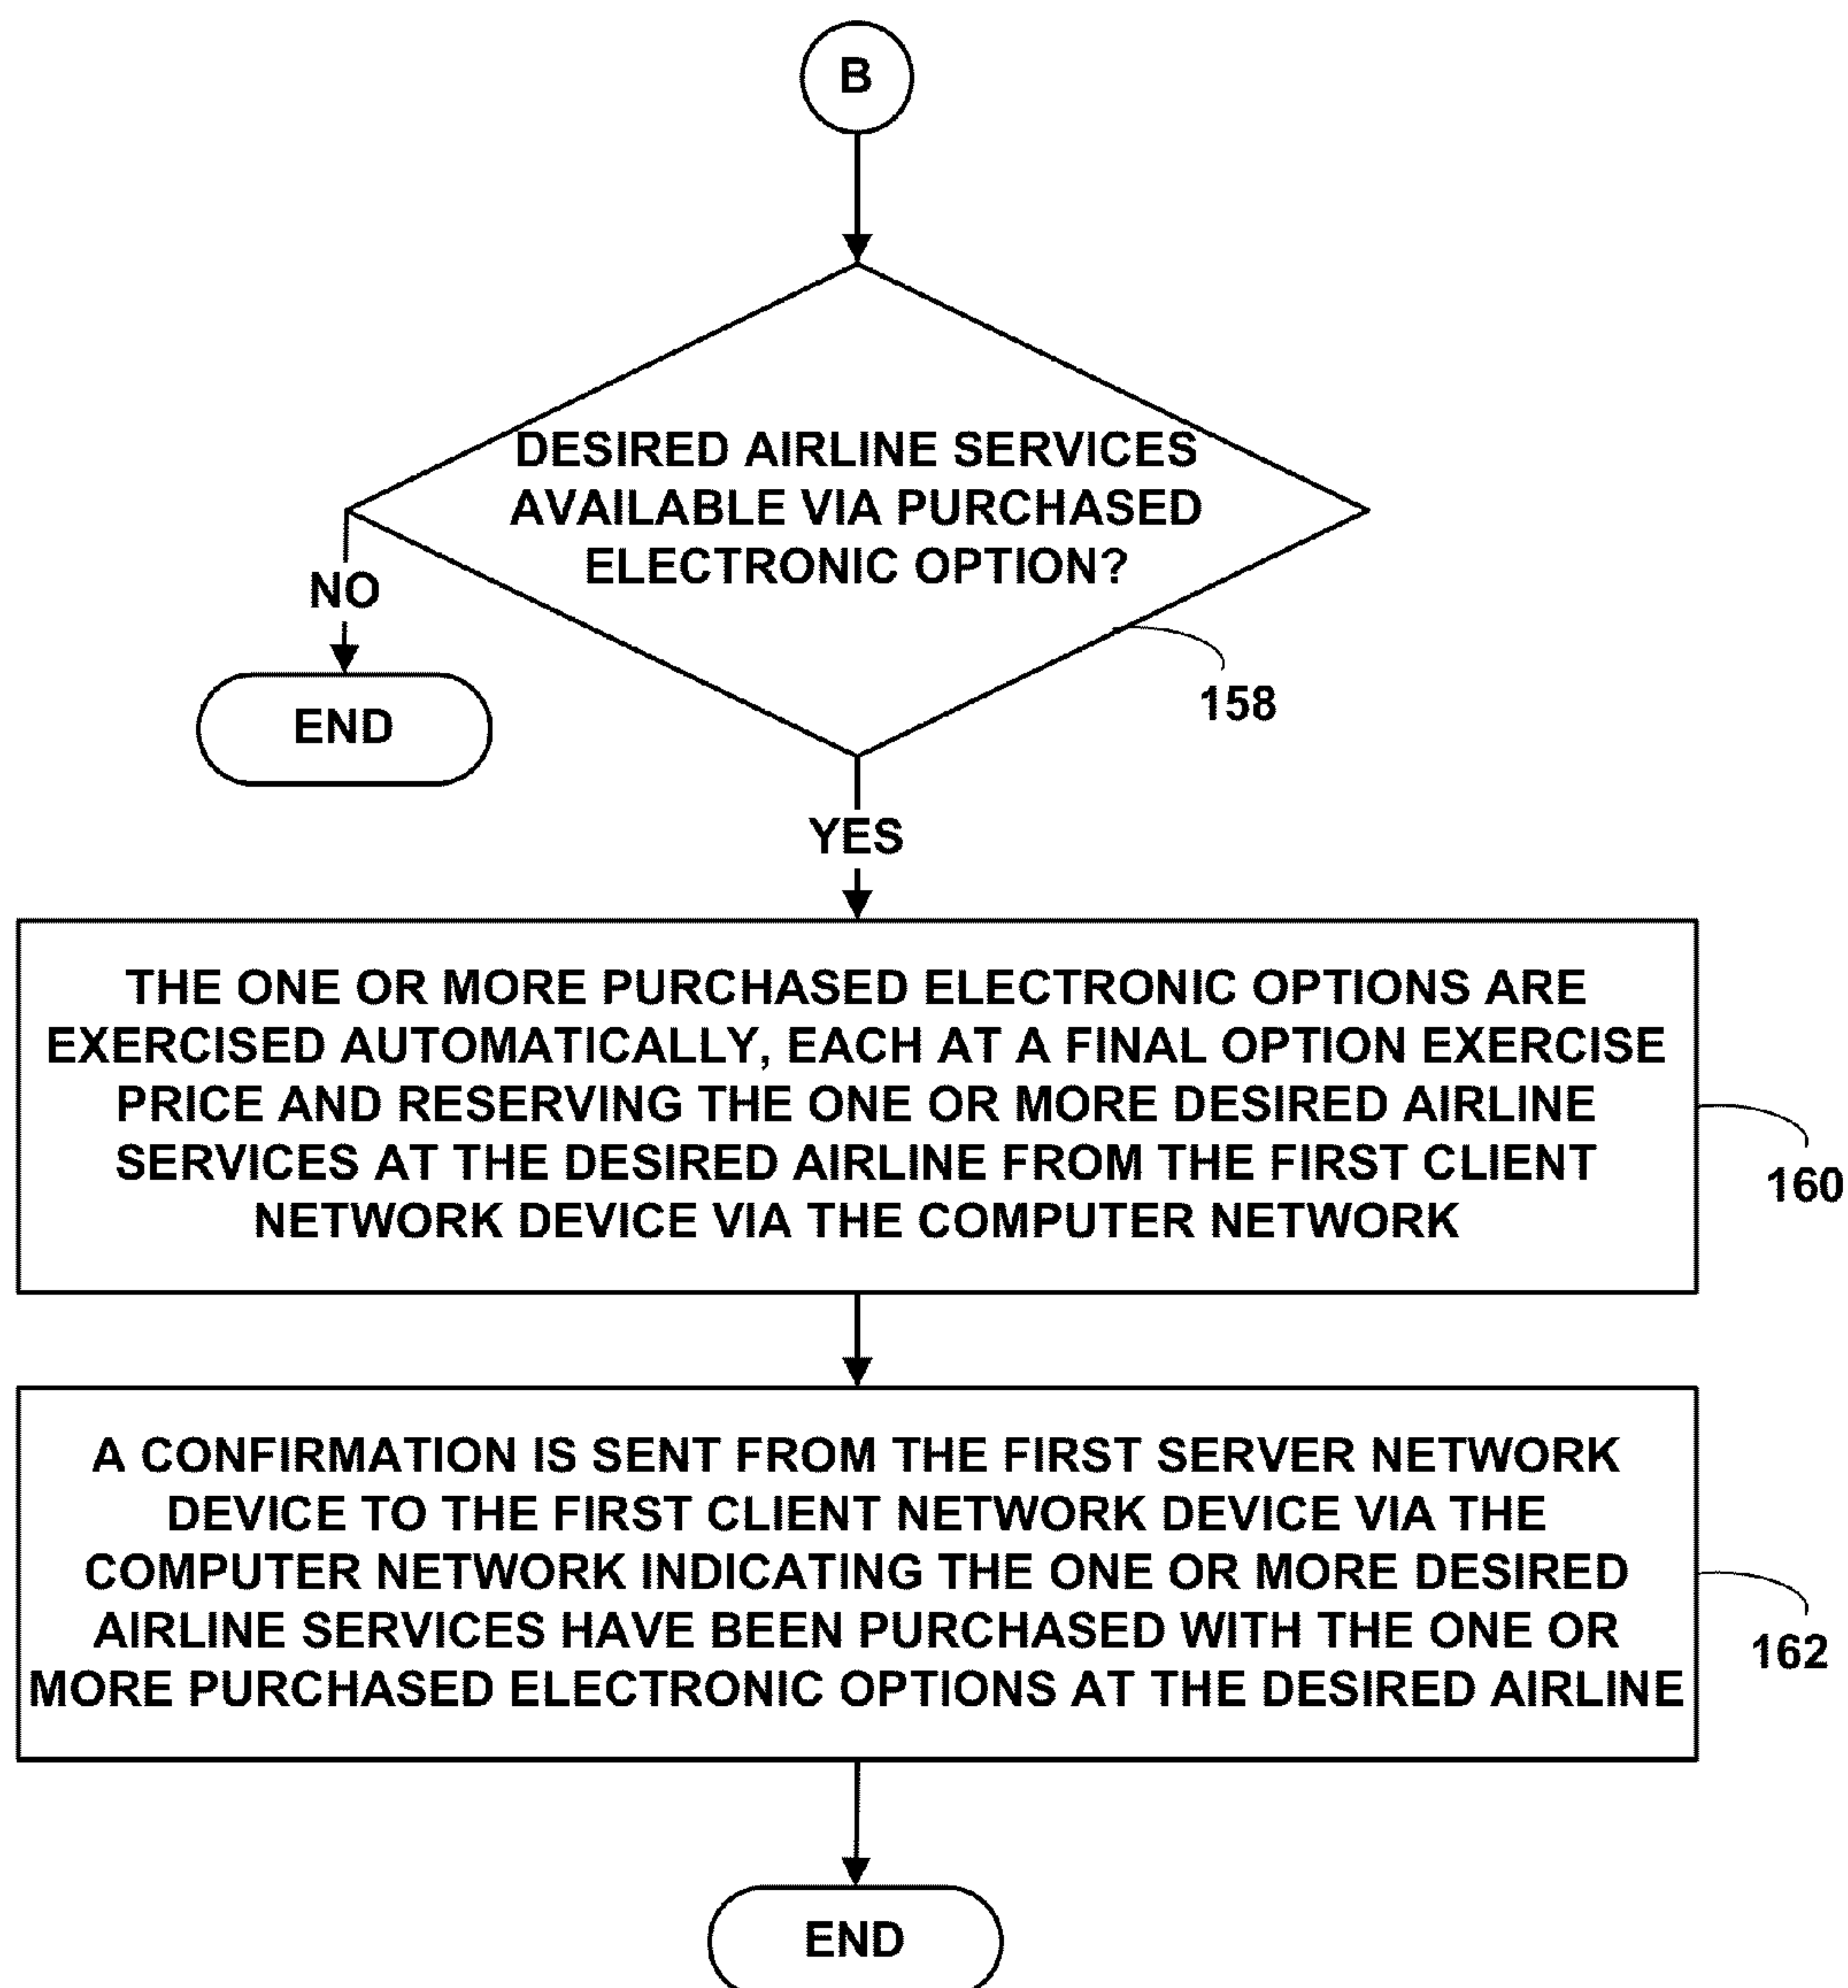 B
DESIRED AIRLINE SERVICES
AVAILABLE VIA PURCHASED
ELECTRONIC OPTION?
NO
158
END
YES
THE ONE OR MORE PURCHASED ELECTRONIC OPTIONS ARE
EXERCISED AUTOMATICALLY, EACH AT A FINAL OPTION EXERCISE
PRICE AND RESERVING THE ONE OR MORE DESIRED AIRLINE
SERVICES AT THE DESIRED AIRLINE FROM THE FIRST CLIENT
NETWORK DEVICE VIA THE COMPUTER NETWORK
160
A CONFIRMATION IS SENT FROM THE FIRST SERVER NETWORK
DEVICE TO THE FIRST CLIENT NETWORK DEVICE VIA THE
COMPUTER NETWORK INDICATING THE ONE OR MORE DESIRED
AIRLINE SERVICES HAVE BEEN PURCHASED WITH THE ONE OR
MORE PURCHASED ELECTRONIC OPTIONS AT THE DESIRED AIRLINE
162
END